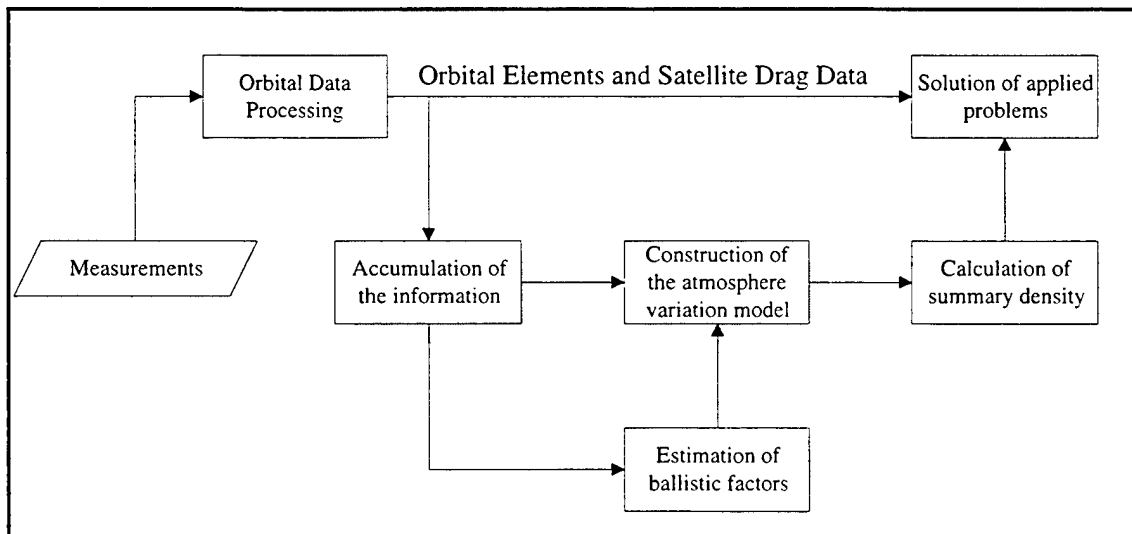 Orbital Data
Processing
Orbital Elements and Satellite Drag Data
Solution of applied
problems
Measurements
Accumulation of
the information
Construction of
the atmosphere
variation model
Calculation of
summary density
Estimation of
ballistic factors